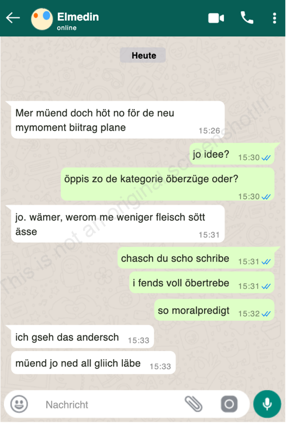 Elmedin
online
Heute
Mer müend doch höt no för de neu
mymoment biitrag plane
15:26
jo idee?
15:30
öppis zo de kategorie überzüge oder?
15:30
jo. wämer, werom me weniger fleisch sött
ässe
15:31
chasch du scho schribe
15:31
i fends voll öbertrebe
15:31
so moralpredigt
15:32
ich gseh das andersch
15:33
müend jo ned all gliich läbe
15:33
Nachricht
This is not an original screenshot!!